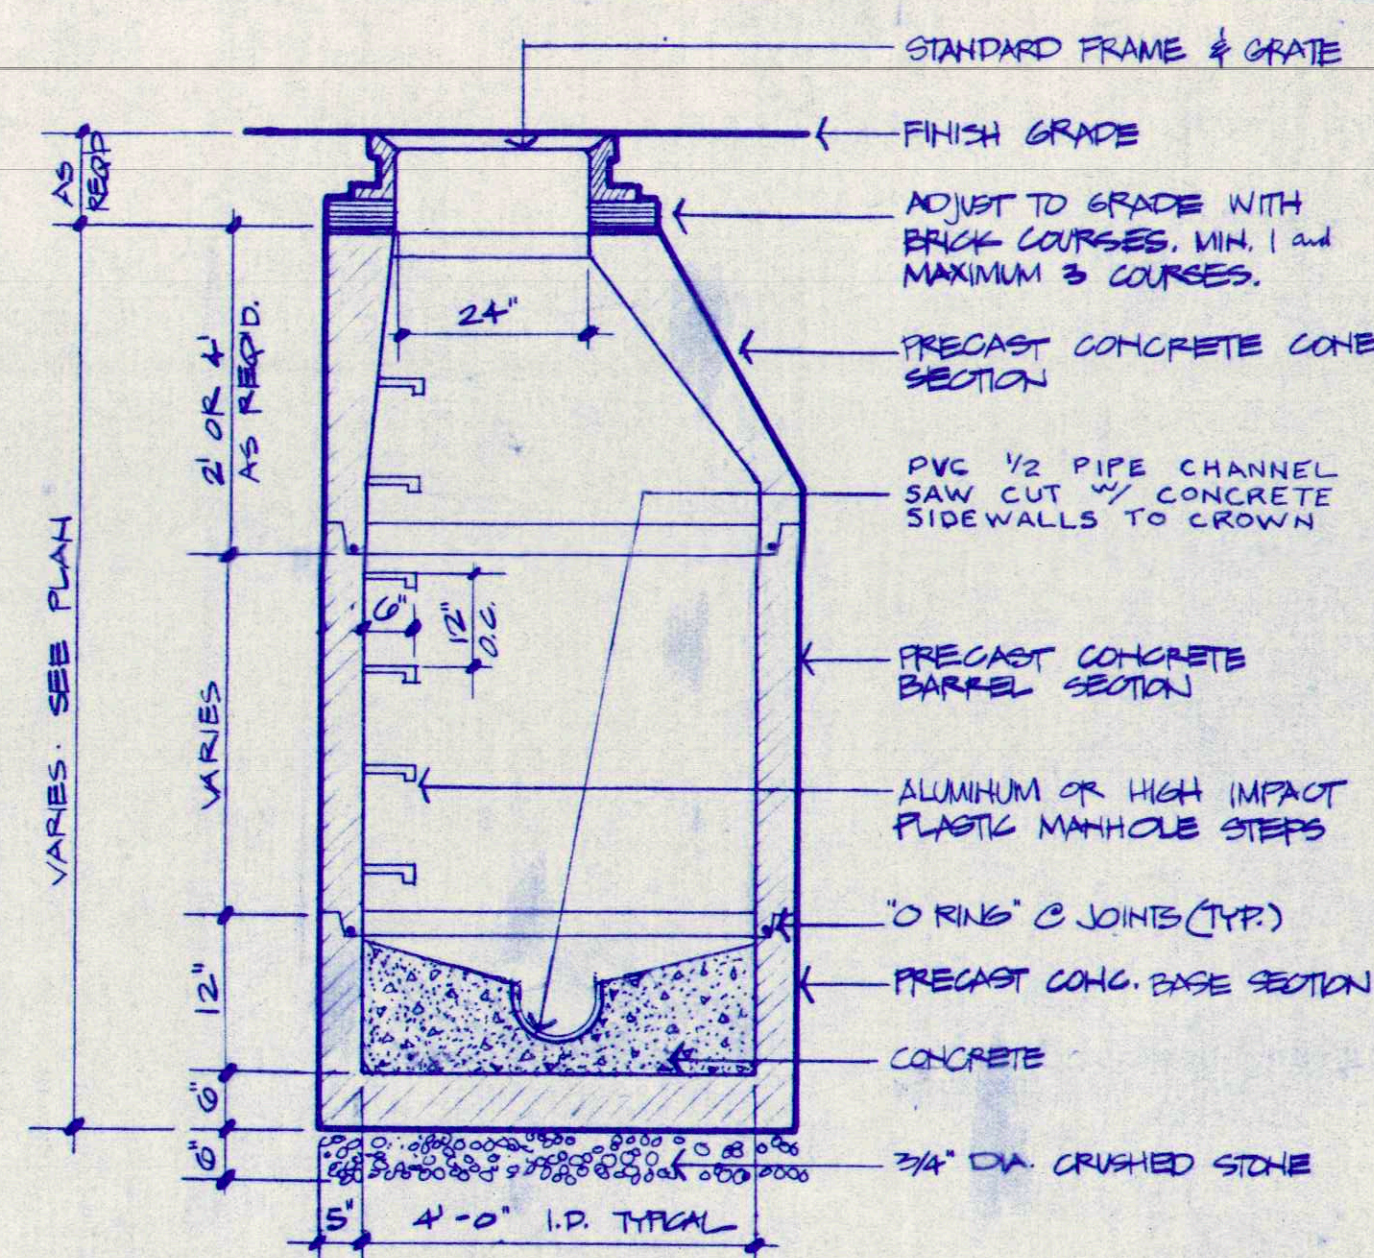 STANDARD FRAME & GRATE
FINISH GRADE
AS
REQ'D
ADJUST TO GRADE WITH
BRICK COURSES. MIN. 1 and
MAXIMUM 3 COURSES.
24"
PRECAST CONCRETE CONE
SECTION
2' OR 4'
AS REQ'D.
PVC 1/2 PIPE CHANNEL
SAW CUT W/ CONCRETE
SIDEWALLS TO CROWN
6"
12"
O.C.
VARIES. SEE PLAN
VARIES
PRECAST CONCRETE
BARREL SECTION
ALUMINUM OR HIGH IMPACT
PLASTIC MANHOLE STEPS
"O RING" @ JOINTS (TYP.)
12"
PRECAST CONC. BASE SECTION
CONCRETE
6"
6"
3/4" DIA. CRUSHED STONE
5"
4'-0" I.D. TYPICAL